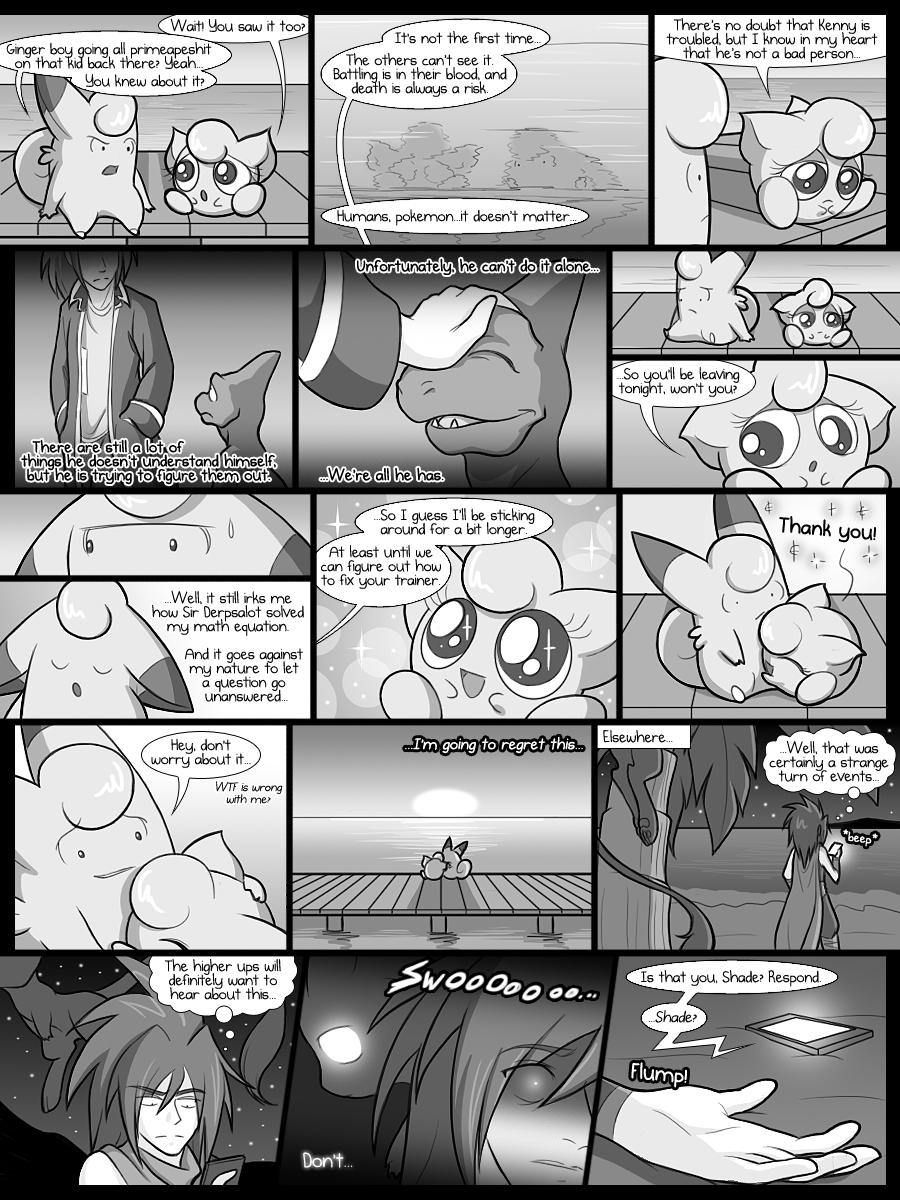 Wait! You saw it too?
Ginger boy going all primeapeshit
on that kid back there? Yeah...
You knew about it?
It's not the first time...
The others can't see it.
Battling is in their blood, and
death is always a risk.
Humans, pokemon...it doesn't matter...
There's no doubt that Kenny is
troubled, but I know in my heart
that he's not a bad person...
There are still a lot of
things he doesn't understand himself,
but he is trying to figure them out.
Unfortunately, he can't do it alone...
...We're all he has.
...So you'll be leaving
tonight, won't you?
...Well, it still irks me
how Sir Derpsalot solved
my math equation.
And it goes against
my nature to let
a question go
unanswered...
...So I guess I'll be sticking
around for a bit longer.
At least until we
can figure out how
to fix your trainer.
Thank you!
Hey, don't
worry about it...
WTF is wrong
with me?
...I'm going to regret this...
Elsewhere...
...Well, that was
certainly a strange
turn of events...
*beep*
The higher ups will
definitely want to
hear about this...
Swoooooo oo...
Don't...
Is that you, Shade? Respond.
...Shade?
Flump!